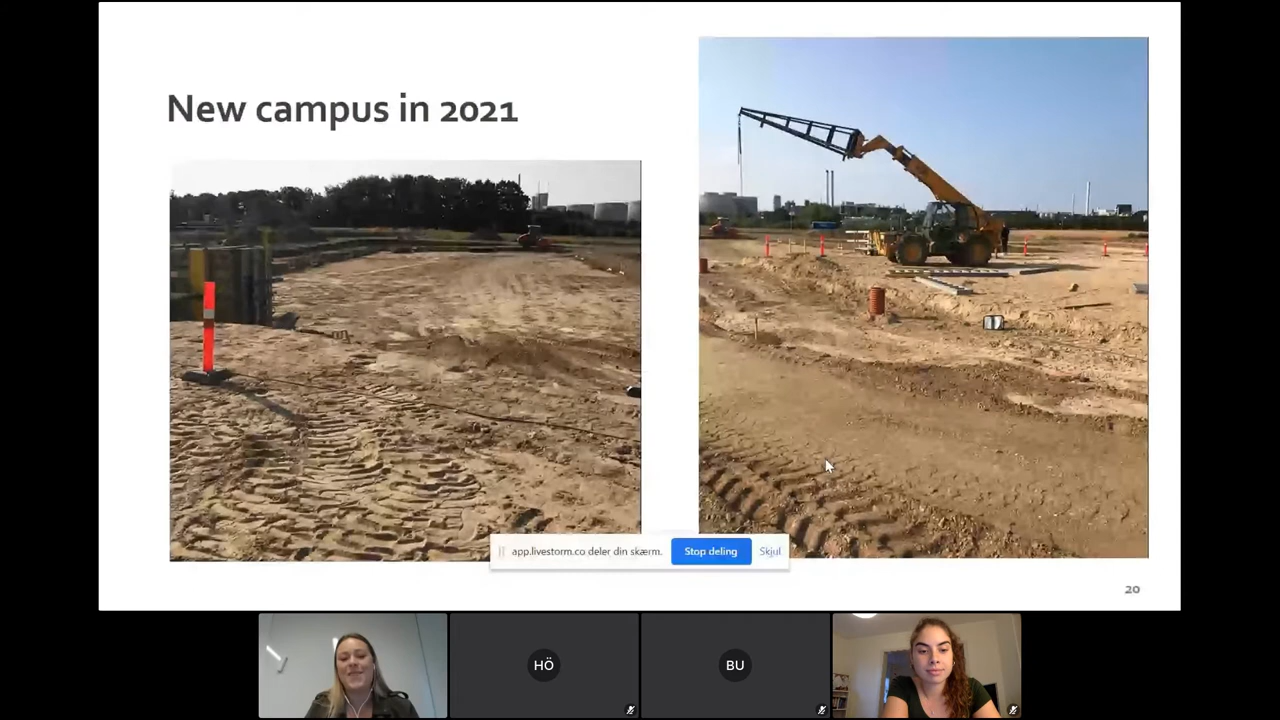 New campus in 2021
app.livestorm.co deler din skærm.
Stop deling
Skjul
20
HÖ
BU